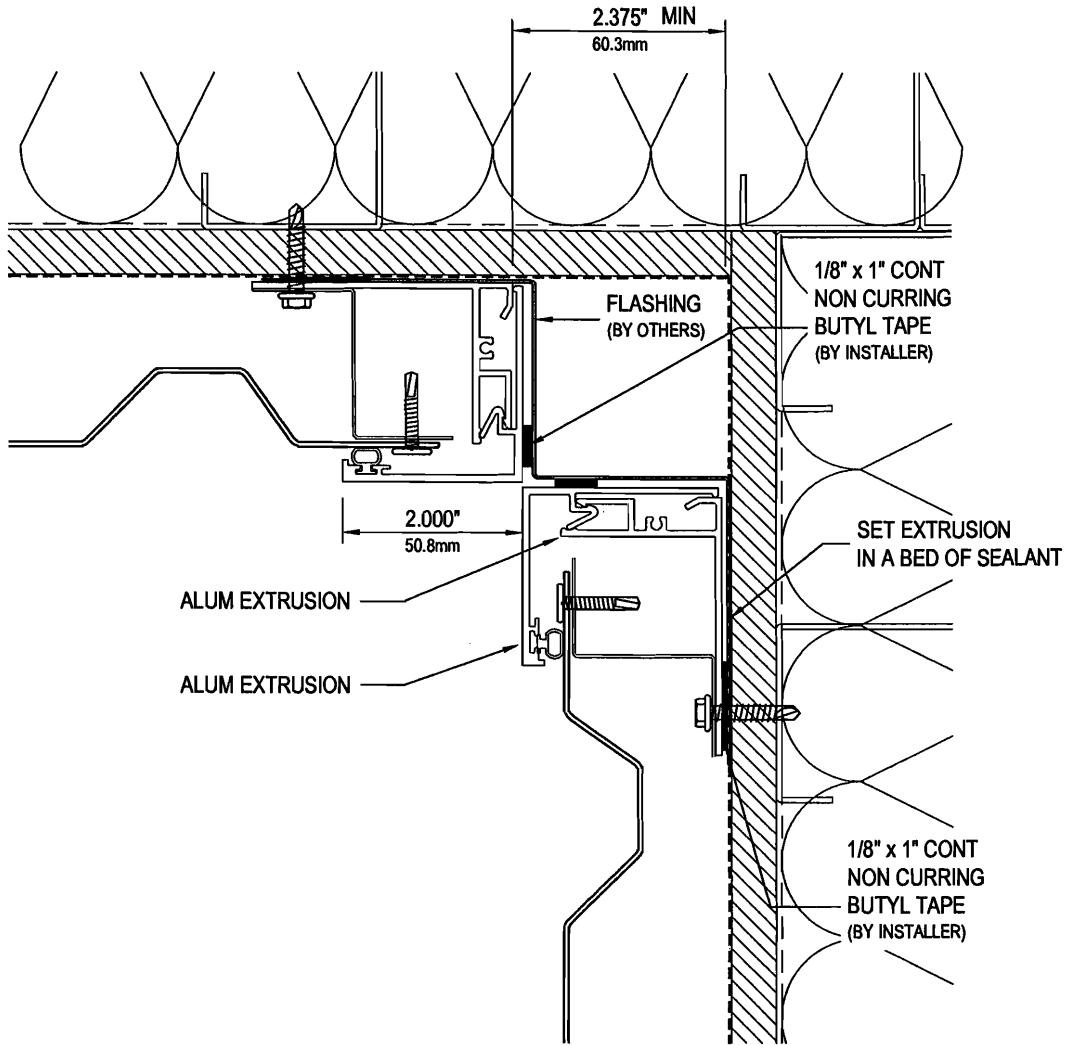 2.375" MIN
60.3mm
1/8" x 1" CONT
NON CURRING
BUTYL TAPE
(BY INSTALLER)
FLASHING
(BY OTHERS)
2.000"
50.8mm
SET EXTRUSION
IN A BED OF SEALANT
ALUM EXTRUSION
ALUM EXTRUSION
1/8" x 1" CONT
NON CURRING
BUTYL TAPE
(BY INSTALLER)